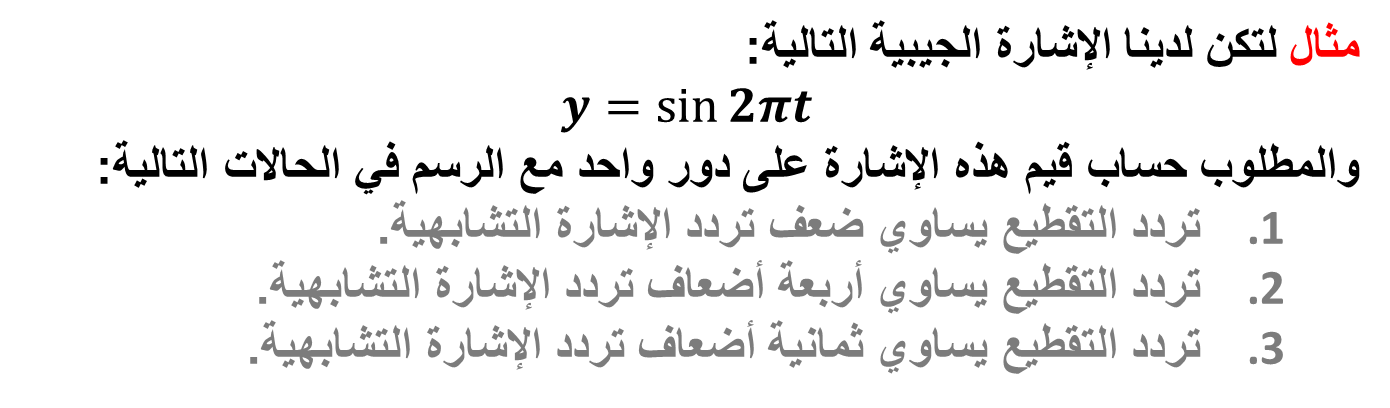 مثال لتكن لدينا الإشارة الجيبية التالية:
y = sin 2πt
والمطلوب حساب قيم هذه الإشارة على دور واحد مع الرسم في الحالات التالية:
1. تردد التقطيع يساوي ضعف تردد الإشارة التشابهية.
2. تردد التقطيع يساوي أربعة أضعاف تردد الإشارة التشابهية.
3. تردد التقطيع يساوي ثمانية أضعاف تردد الإشارة التشابهية.